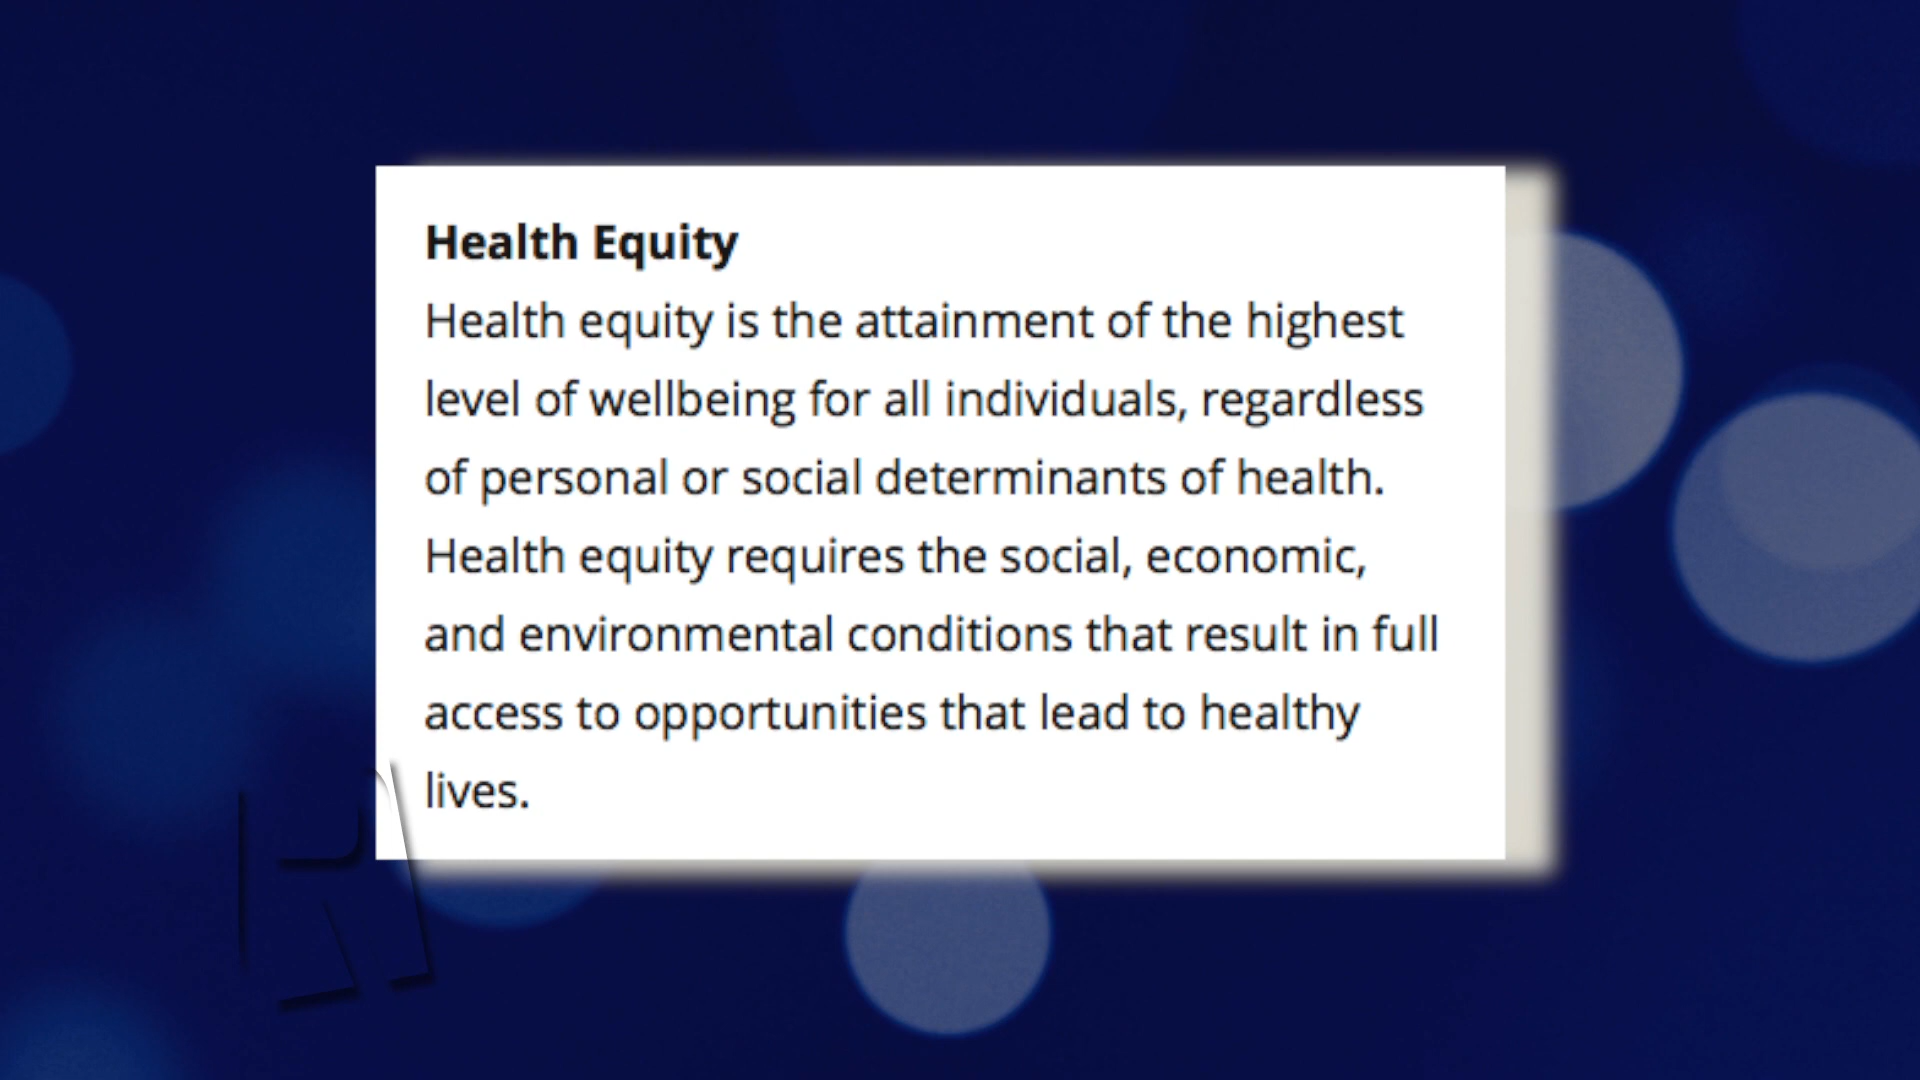 Health Equity
Health equity is the attainment of the highest
level of wellbeing for all individuals, regardless
of personal or social determinants of health.
Health equity requires the social, economic,
and environmental conditions that result in full
access to opportunities that lead to healthy
lives.